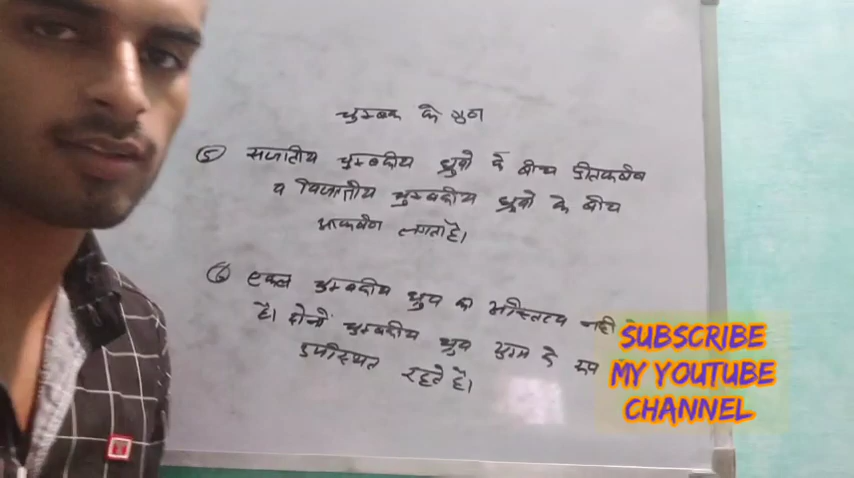 चुम्बक के गुण
⑤ सजातीय चुम्बकीय ध्रुवों के बीच प्रतिकर्षण
व विजातीय चुम्बकीय ध्रुवों के बीच
आकर्षण लगता है।
⑥ एकल चुम्बकीय ध्रुव का अस्तित्व नहीं
है। दोनों चुम्बकीय ध्रुव युग्म के रूप
उपस्थित रहते है।
SUBSCRIBE
MY YOUTUBE
CHANNEL